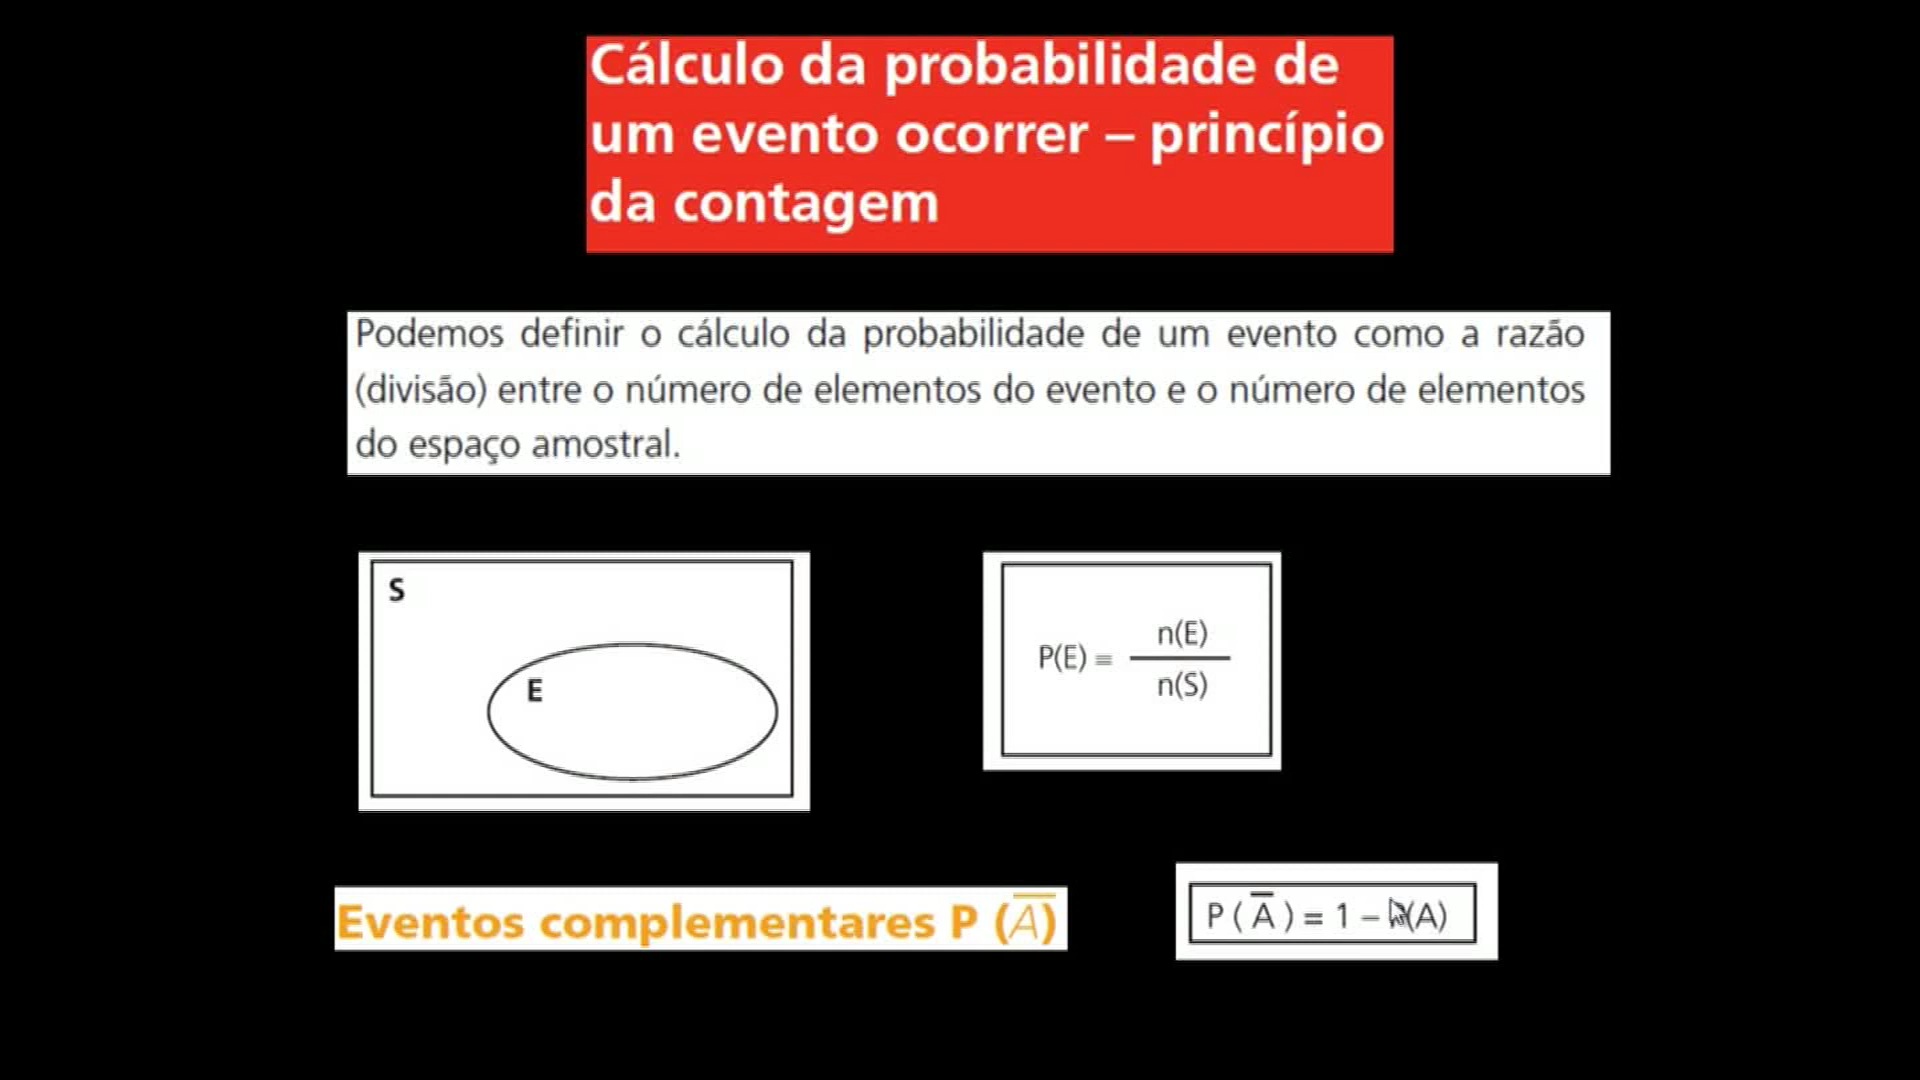 Cálculo da probabilidade de
um evento ocorrer – princípio
da contagem
Podemos definir o cálculo da probabilidade de um evento como a razão
(divisão) entre o número de elementos do evento e o número de elementos
do espaço amostral.
S
E
P(E) = n(E)
n(S)
Eventos complementares P (A̅)
P ( A̅ ) = 1 – P(A)